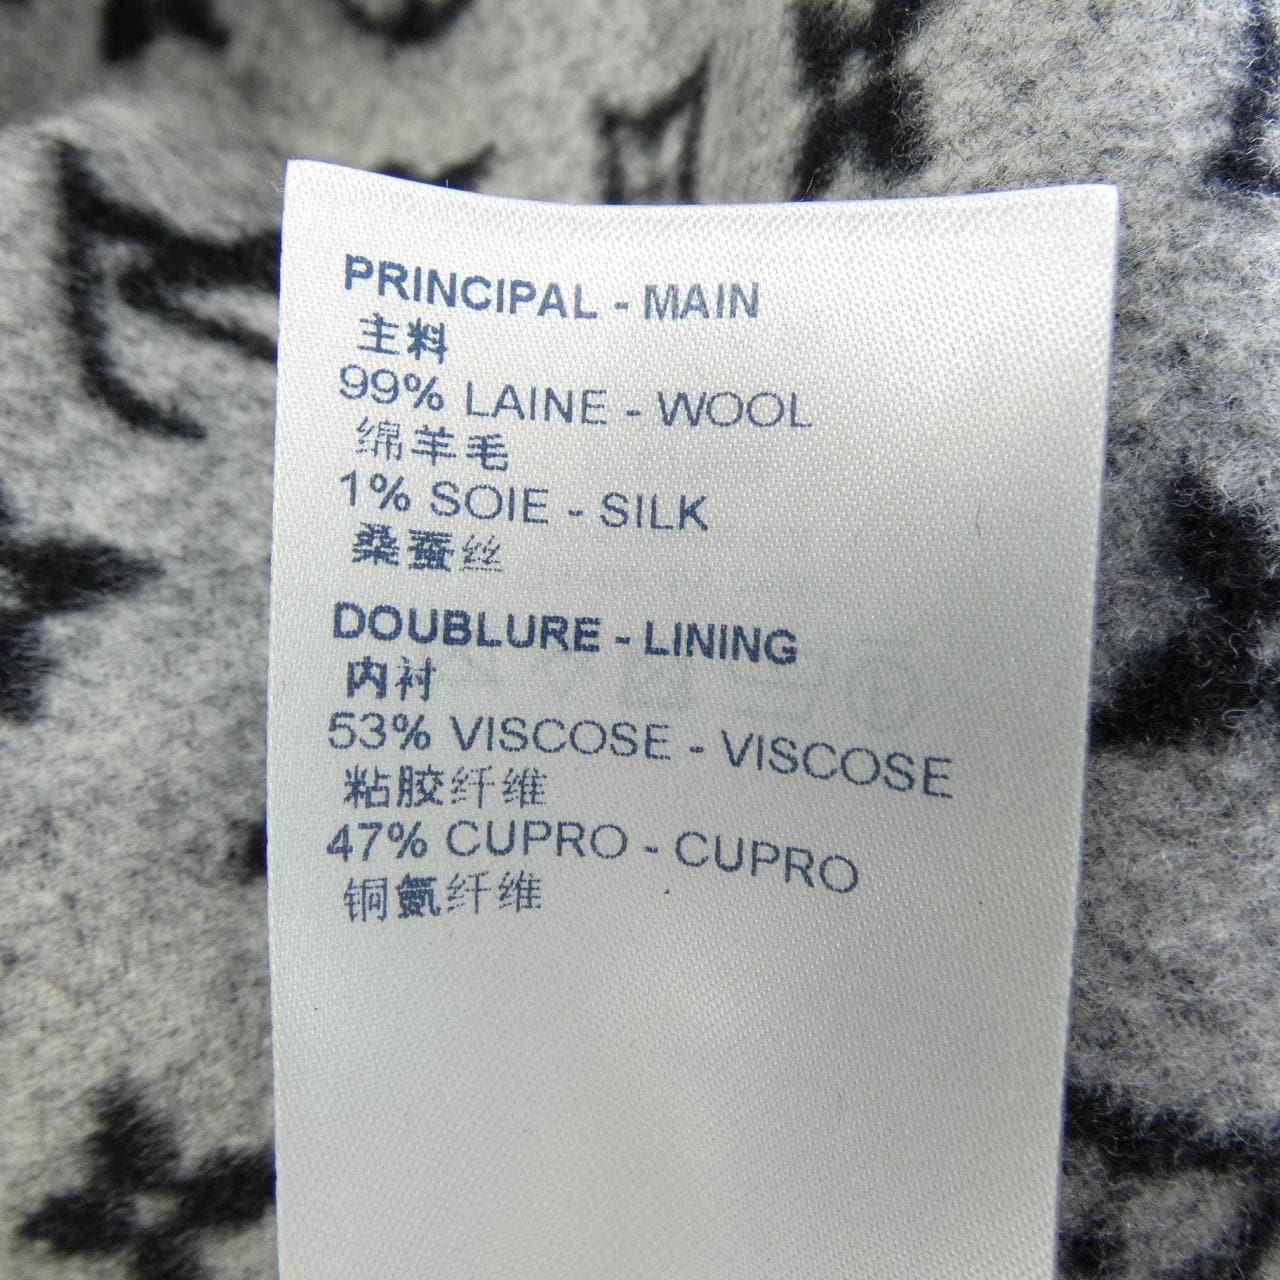 PRINCIPAL - MAIN
主料
99% LAINE - WOOL
绵羊毛
1% SOIE - SILK
桑蚕丝
DOUBLURE - LINING
内衬
53% VISCOSE - VISCOSE
粘胶纤维
47% CUPRO - CUPRO
铜氨纤维